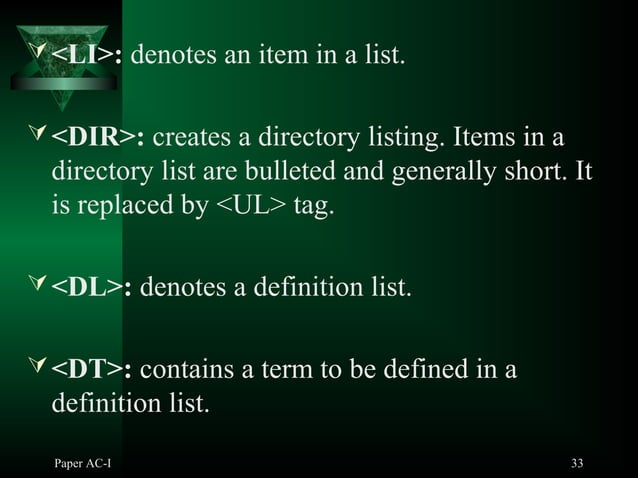 <LI>: denotes an item in a list.
<DIR>: creates a directory listing. Items in a
directory list are bulleted and generally short. It
is replaced by <UL> tag.
<DL>: denotes a definition list.
<DT>: contains a term to be defined in a
definition list.
Paper AC-I 33